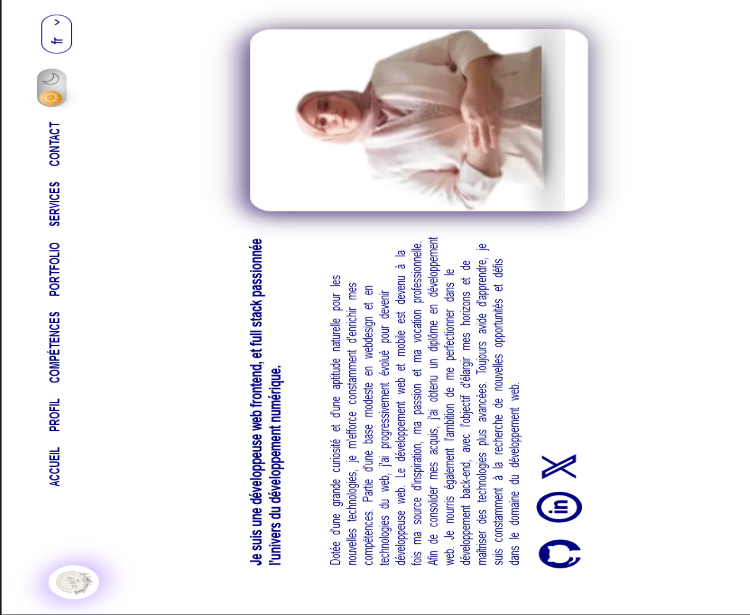 ACCUEIL PROFIL COMPÉTENCES PORTFOLIO SERVICES CONTACT fr
Je suis une développeuse web frontend, et full stack passionnée
l'univers du développement numérique.
Dotée d'une grande curiosité et d'une aptitude naturelle pour les
nouvelles technologies, je m'éfforce constamment d'enrichir mes
compétences. Partie d'une base modeste en webdesign et en
technologies du web, j'ai progressivement évolué pour devenir
développeuse web. Le développement web et mobile est devenu à la
fois ma source d'inspiration, ma passion et ma vocation professionnelle.
Afin de consolider mes acquis, j'ai obtenu un diplôme en développement
web. Je nourris également l'ambition de me perfectionner dans le
développement back-end, avec l'objectif d'élargir mes horizons et de
maîtriser des technologies plus avancées. Toujours avide d'apprendre, je
suis constamment à la recherche de nouvelles opportunités et défis
dans le domaine du développement web.
in